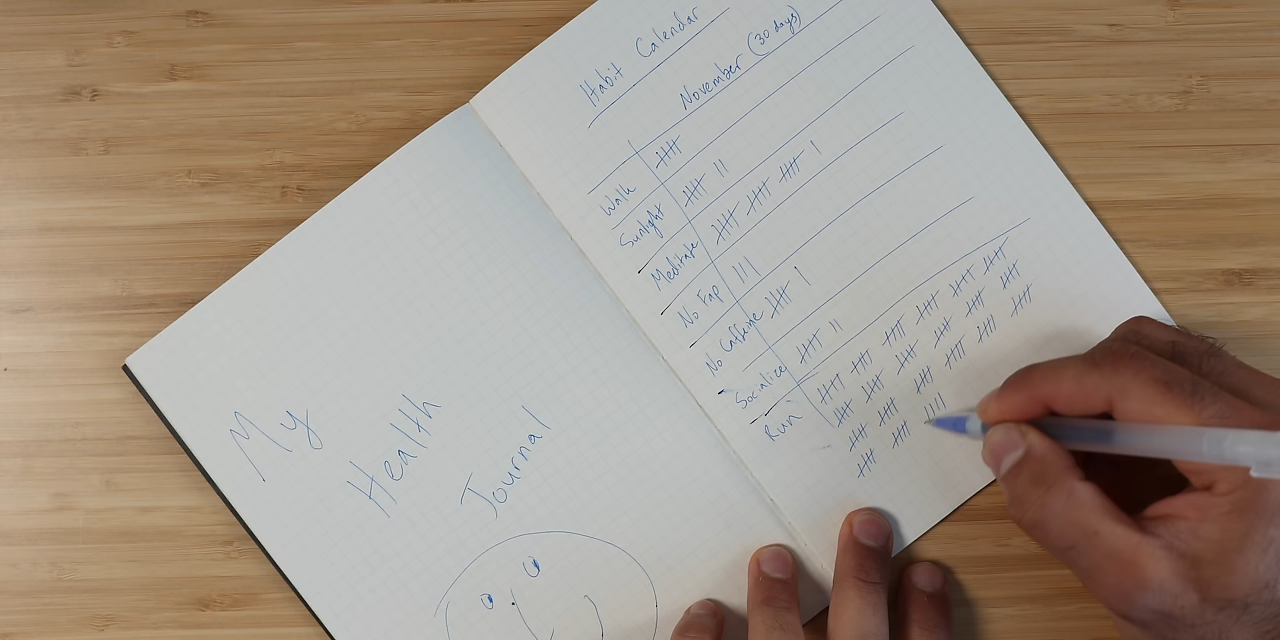 My
Health
Journal
Habit Calendar
November (30 days)
Walk
Sunlight
Meditate
No Fap
No Caffeine
Socialize
Run